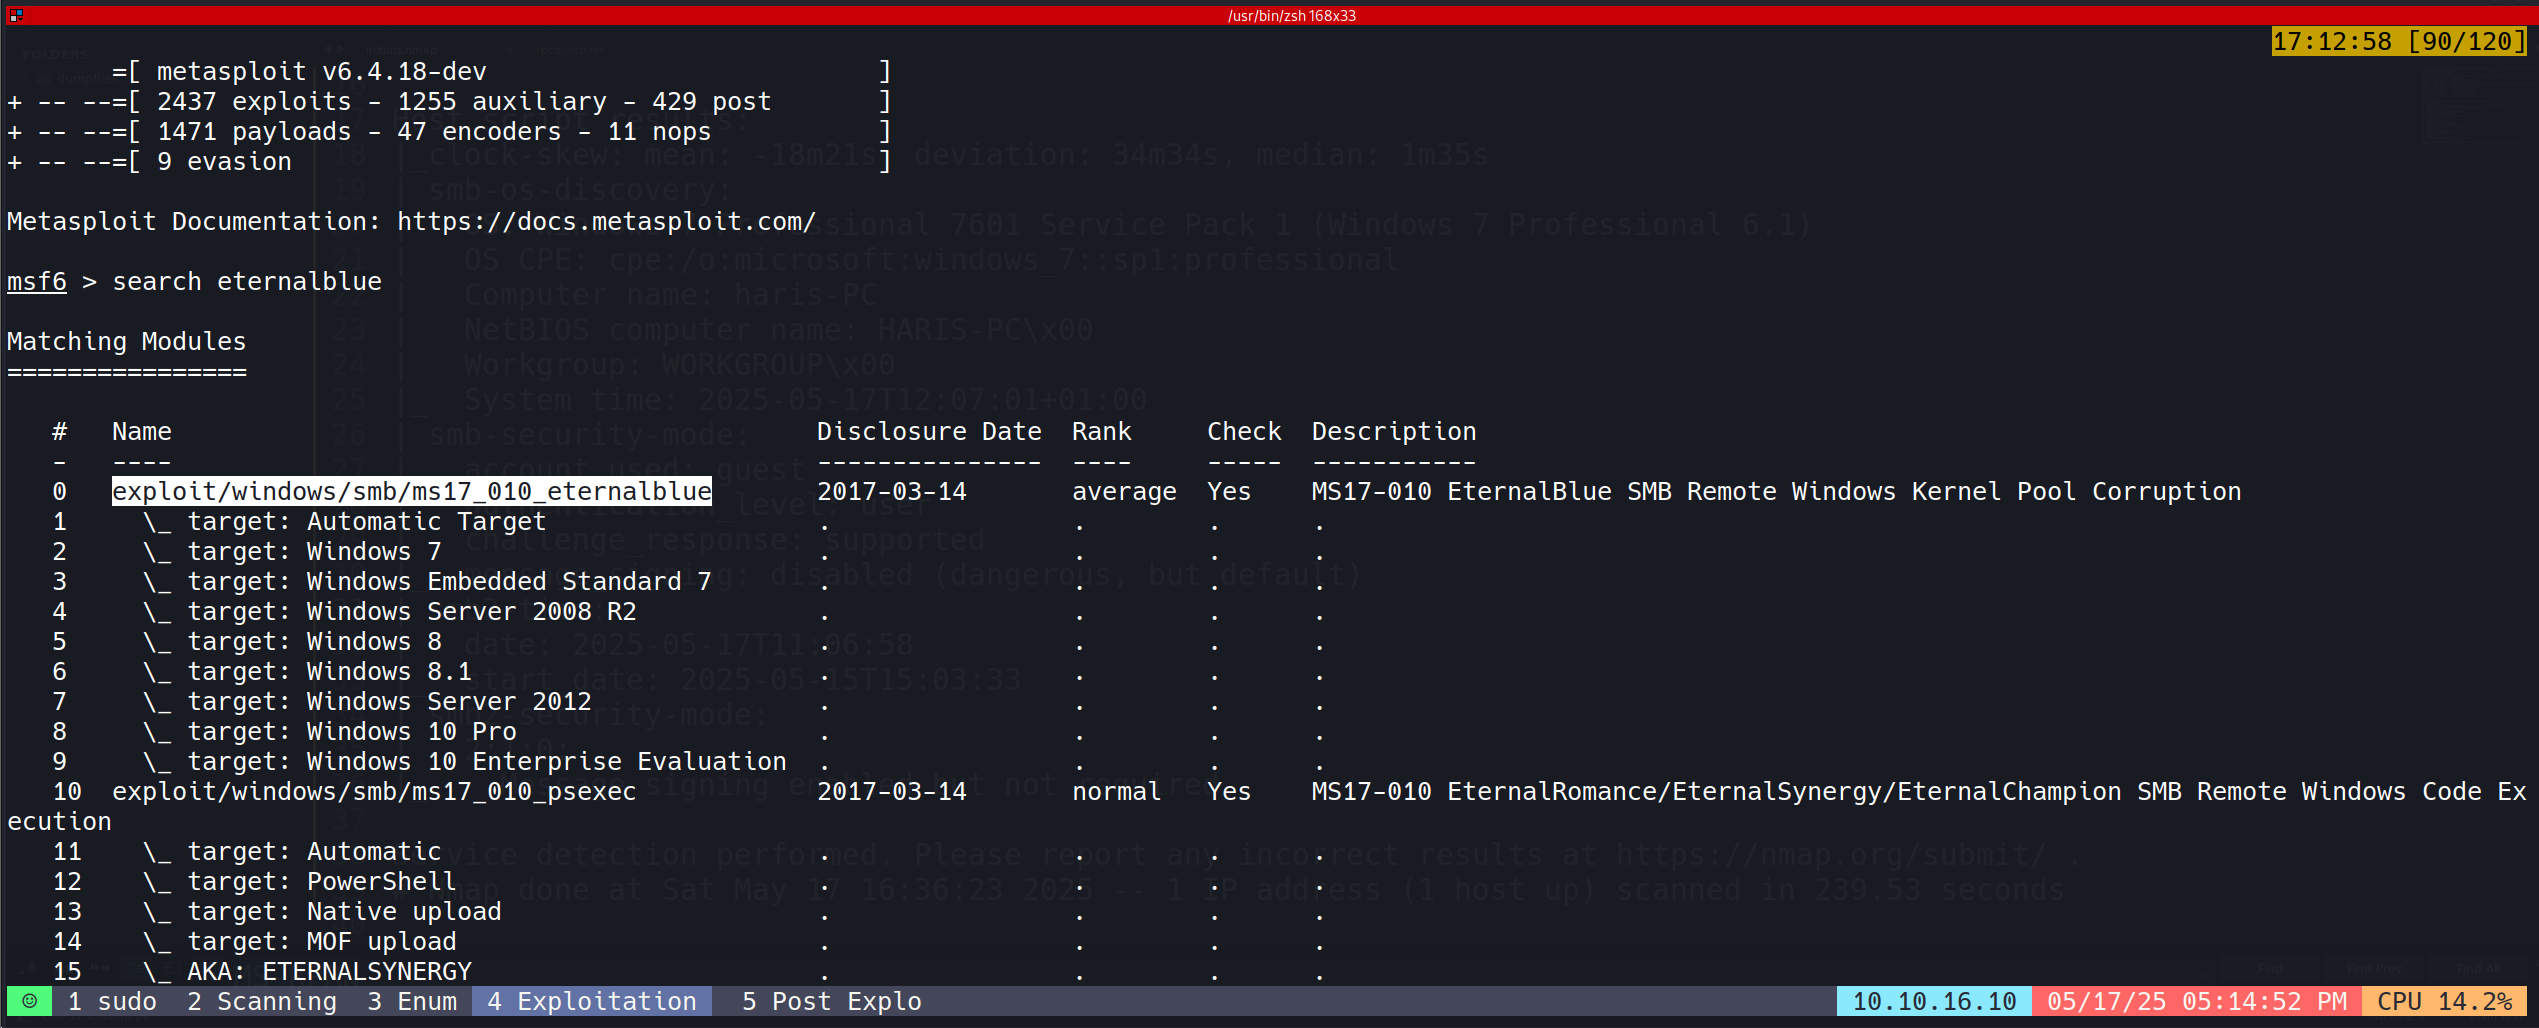 /usr/bin/zsh 168x33
17:12:58 [90/120]
=[ metasploit v6.4.18-dev ]
+ -- --=[ 2437 exploits - 1255 auxiliary - 429 post ]
+ -- --=[ 1471 payloads - 47 encoders - 11 nops ]
+ -- --=[ 9 evasion ]
Metasploit Documentation: https://docs.metasploit.com/
msf6 > search eternalblue
Matching Modules
================
# Name Disclosure Date Rank Check Description
- ---- --------------- ---- ----- -----------
0 exploit/windows/smb/ms17_010_eternalblue 2017-03-14 average Yes MS17-010 EternalBlue SMB Remote Windows Kernel Pool Corruption
1 \_ target: Automatic Target . . . .
2 \_ target: Windows 7 . . . .
3 \_ target: Windows Embedded Standard 7 . . . .
4 \_ target: Windows Server 2008 R2 . . . .
5 \_ target: Windows 8 . . . .
6 \_ target: Windows 8.1 . . . .
7 \_ target: Windows Server 2012 . . . .
8 \_ target: Windows 10 Pro . . . .
9 \_ target: Windows 10 Enterprise Evaluation . . . .
10 exploit/windows/smb/ms17_010_psexec 2017-03-14 normal Yes MS17-010 EternalRomance/EternalSynergy/EternalChampion SMB Remote Windows Code Ex
ecution
11 \_ target: Automatic . . . .
12 \_ target: PowerShell . . . .
13 \_ target: Native upload . . . .
14 \_ target: MOF upload . . . .
15 \_ AKA: ETERNALSYNERGY . . . .
☺ 1 sudo 2 Scanning 3 Enum 4 Exploitation 5 Post Explo 10.10.16.10 05/17/25 05:14:52 PM CPU 14.2%